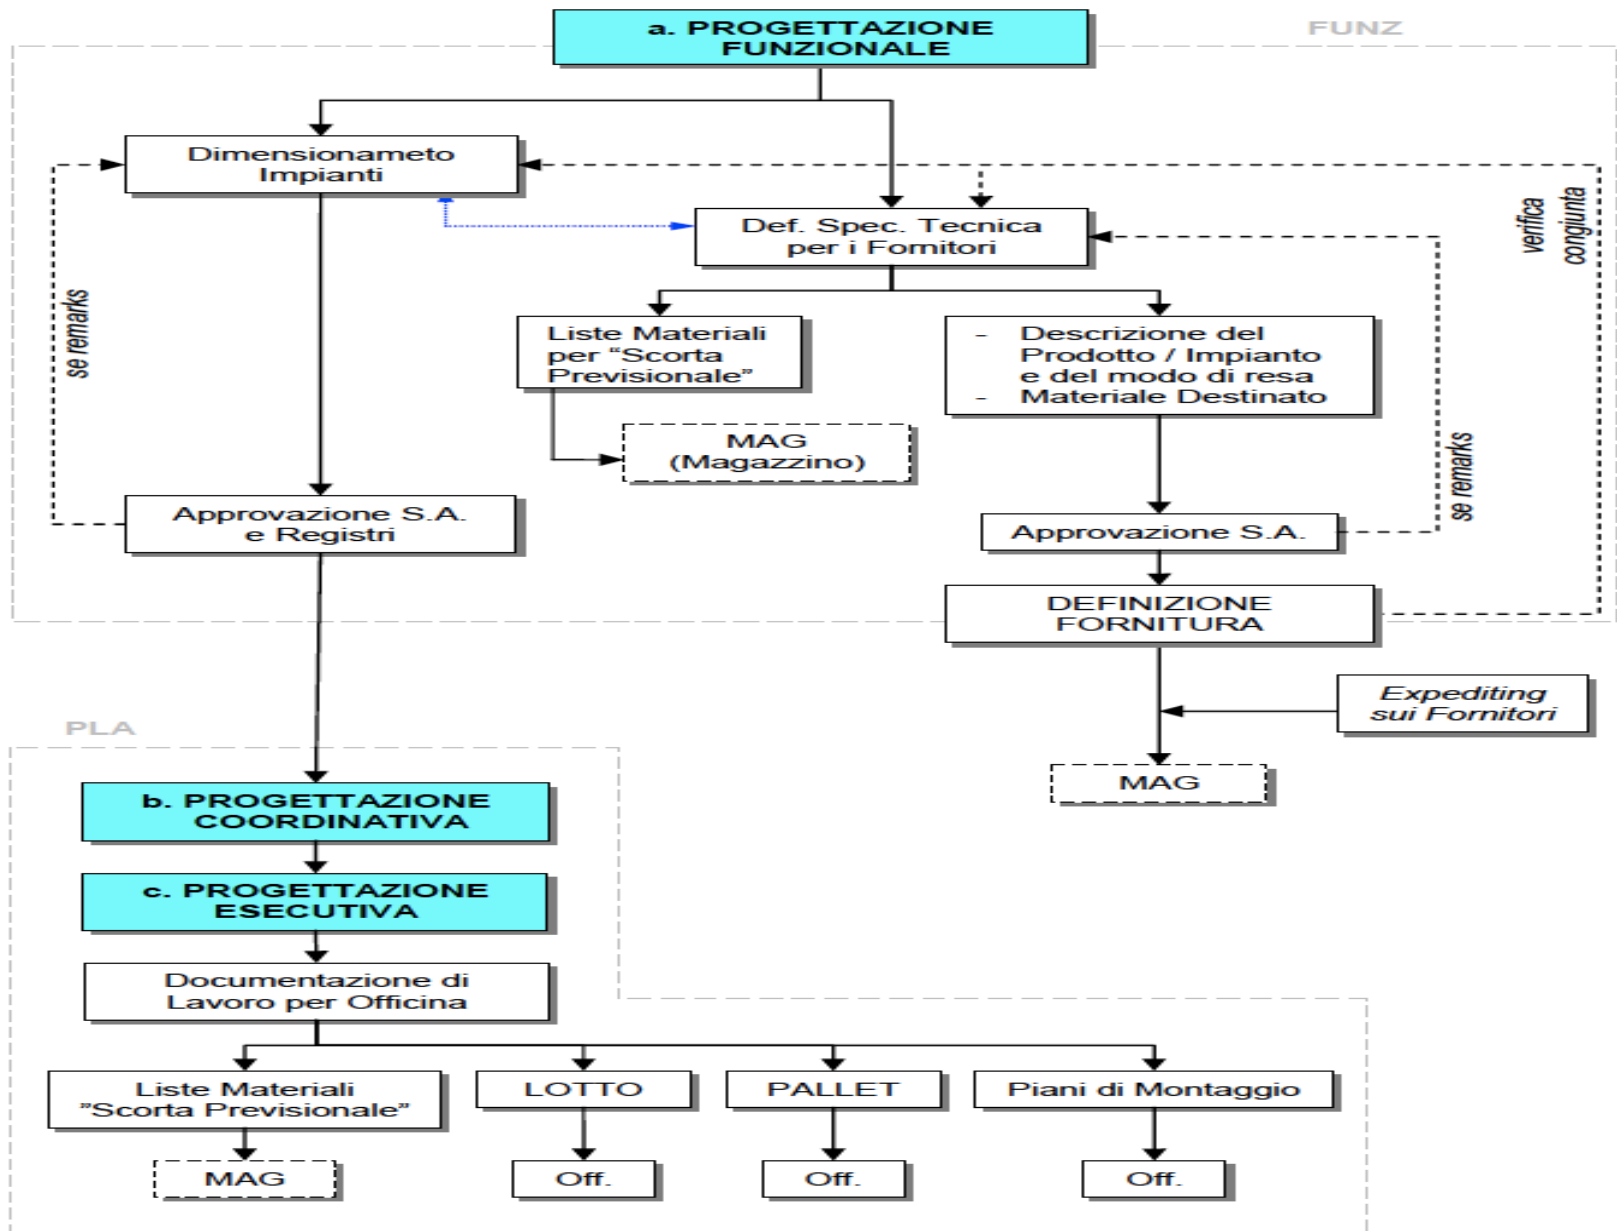 a. PROGETTAZIONE
FUNZIONALE
FUNZ
Dimensionameto
Impianti
Def. Spec. Tecnica
per i Fornitori
verifica
congiunta
se remarks
Liste Materiali
per “Scorta
Previsionale”
- Descrizione del
Prodotto / Impianto
e del modo di resa
- Materiale Destinato
MAG
(Magazzino)
se remarks
Approvazione S.A.
e Registri
Approvazione S.A.
DEFINIZIONE
FORNITURA
Expediting
sui Fornitori
PLA
MAG
b. PROGETTAZIONE
COORDINATIVA
c. PROGETTAZIONE
ESECUTIVA
Documentazione di
Lavoro per Officina
Liste Materiali
”Scorta Previsionale”
LOTTO
PALLET
Piani di Montaggio
MAG
Off.
Off.
Off.